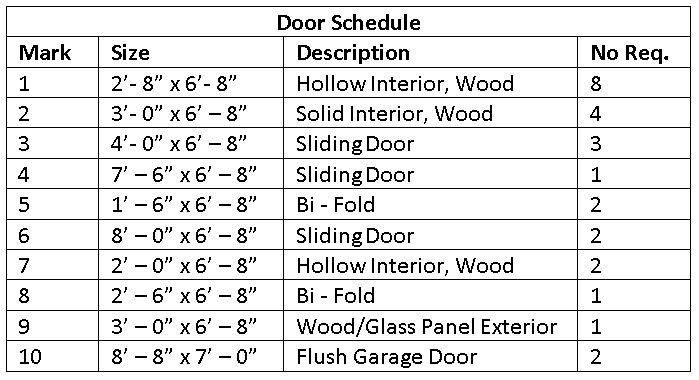 Door Schedule
Mark Size Description No Req.
1 2’- 8” x 6’- 8” Hollow Interior, Wood 8
2 3’- 0” x 6’ – 8” Solid Interior, Wood 4
3 4’- 0” x 6’ – 8” Sliding Door 3
4 7’ – 6” x 6’ – 8” Sliding Door 1
5 1’ – 6” x 6’ – 8” Bi - Fold 2
6 8’ – 0” x 6’ – 8” Sliding Door 2
7 2’ – 0” x 6’ – 8” Hollow Interior, Wood 2
8 2’ – 6” x 6’ – 8” Bi - Fold 1
9 3’ – 0” x 6’ – 8” Wood/Glass Panel Exterior 1
10 8’ – 8” x 7’ – 0” Flush Garage Door 2